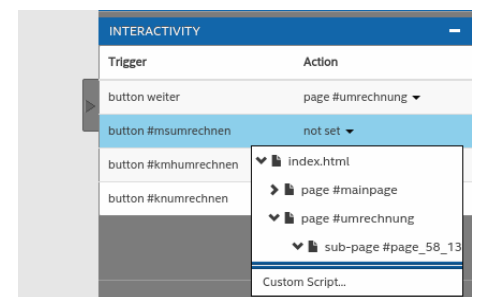 INTERACTIVITY
Trigger Action
button weiter page #umrechnung
button #msumrechnen not set
button #kmhumrechnen
index.html
page #mainpage
button #knumrechnen
page #umrechnung
sub-page #page_58_13
Custom Script...